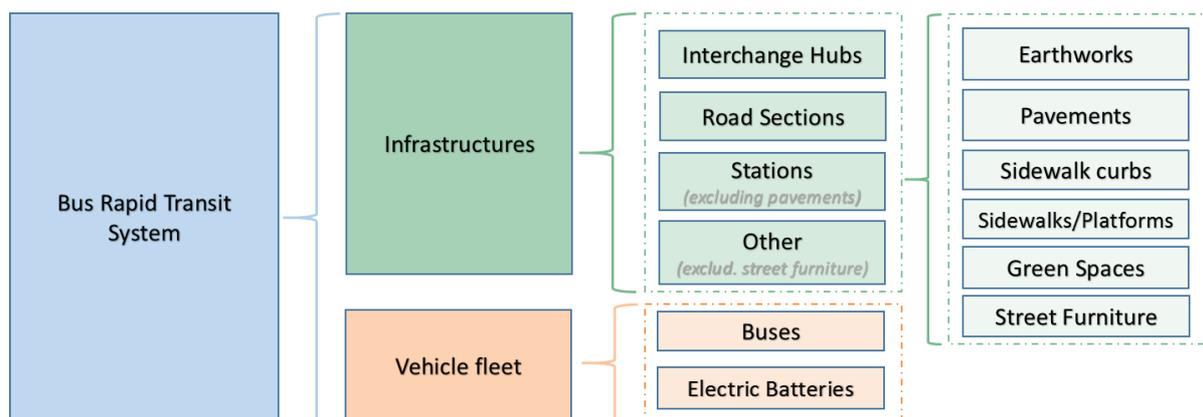 Bus Rapid Transit
System
Infrastructures
Interchange Hubs
Road Sections
Stations
(excluding pavements)
Other
(exclud. street furniture)
Earthworks
Pavements
Sidewalk curbs
Sidewalks/Platforms
Green Spaces
Street Furniture
Vehicle fleet
Buses
Electric Batteries